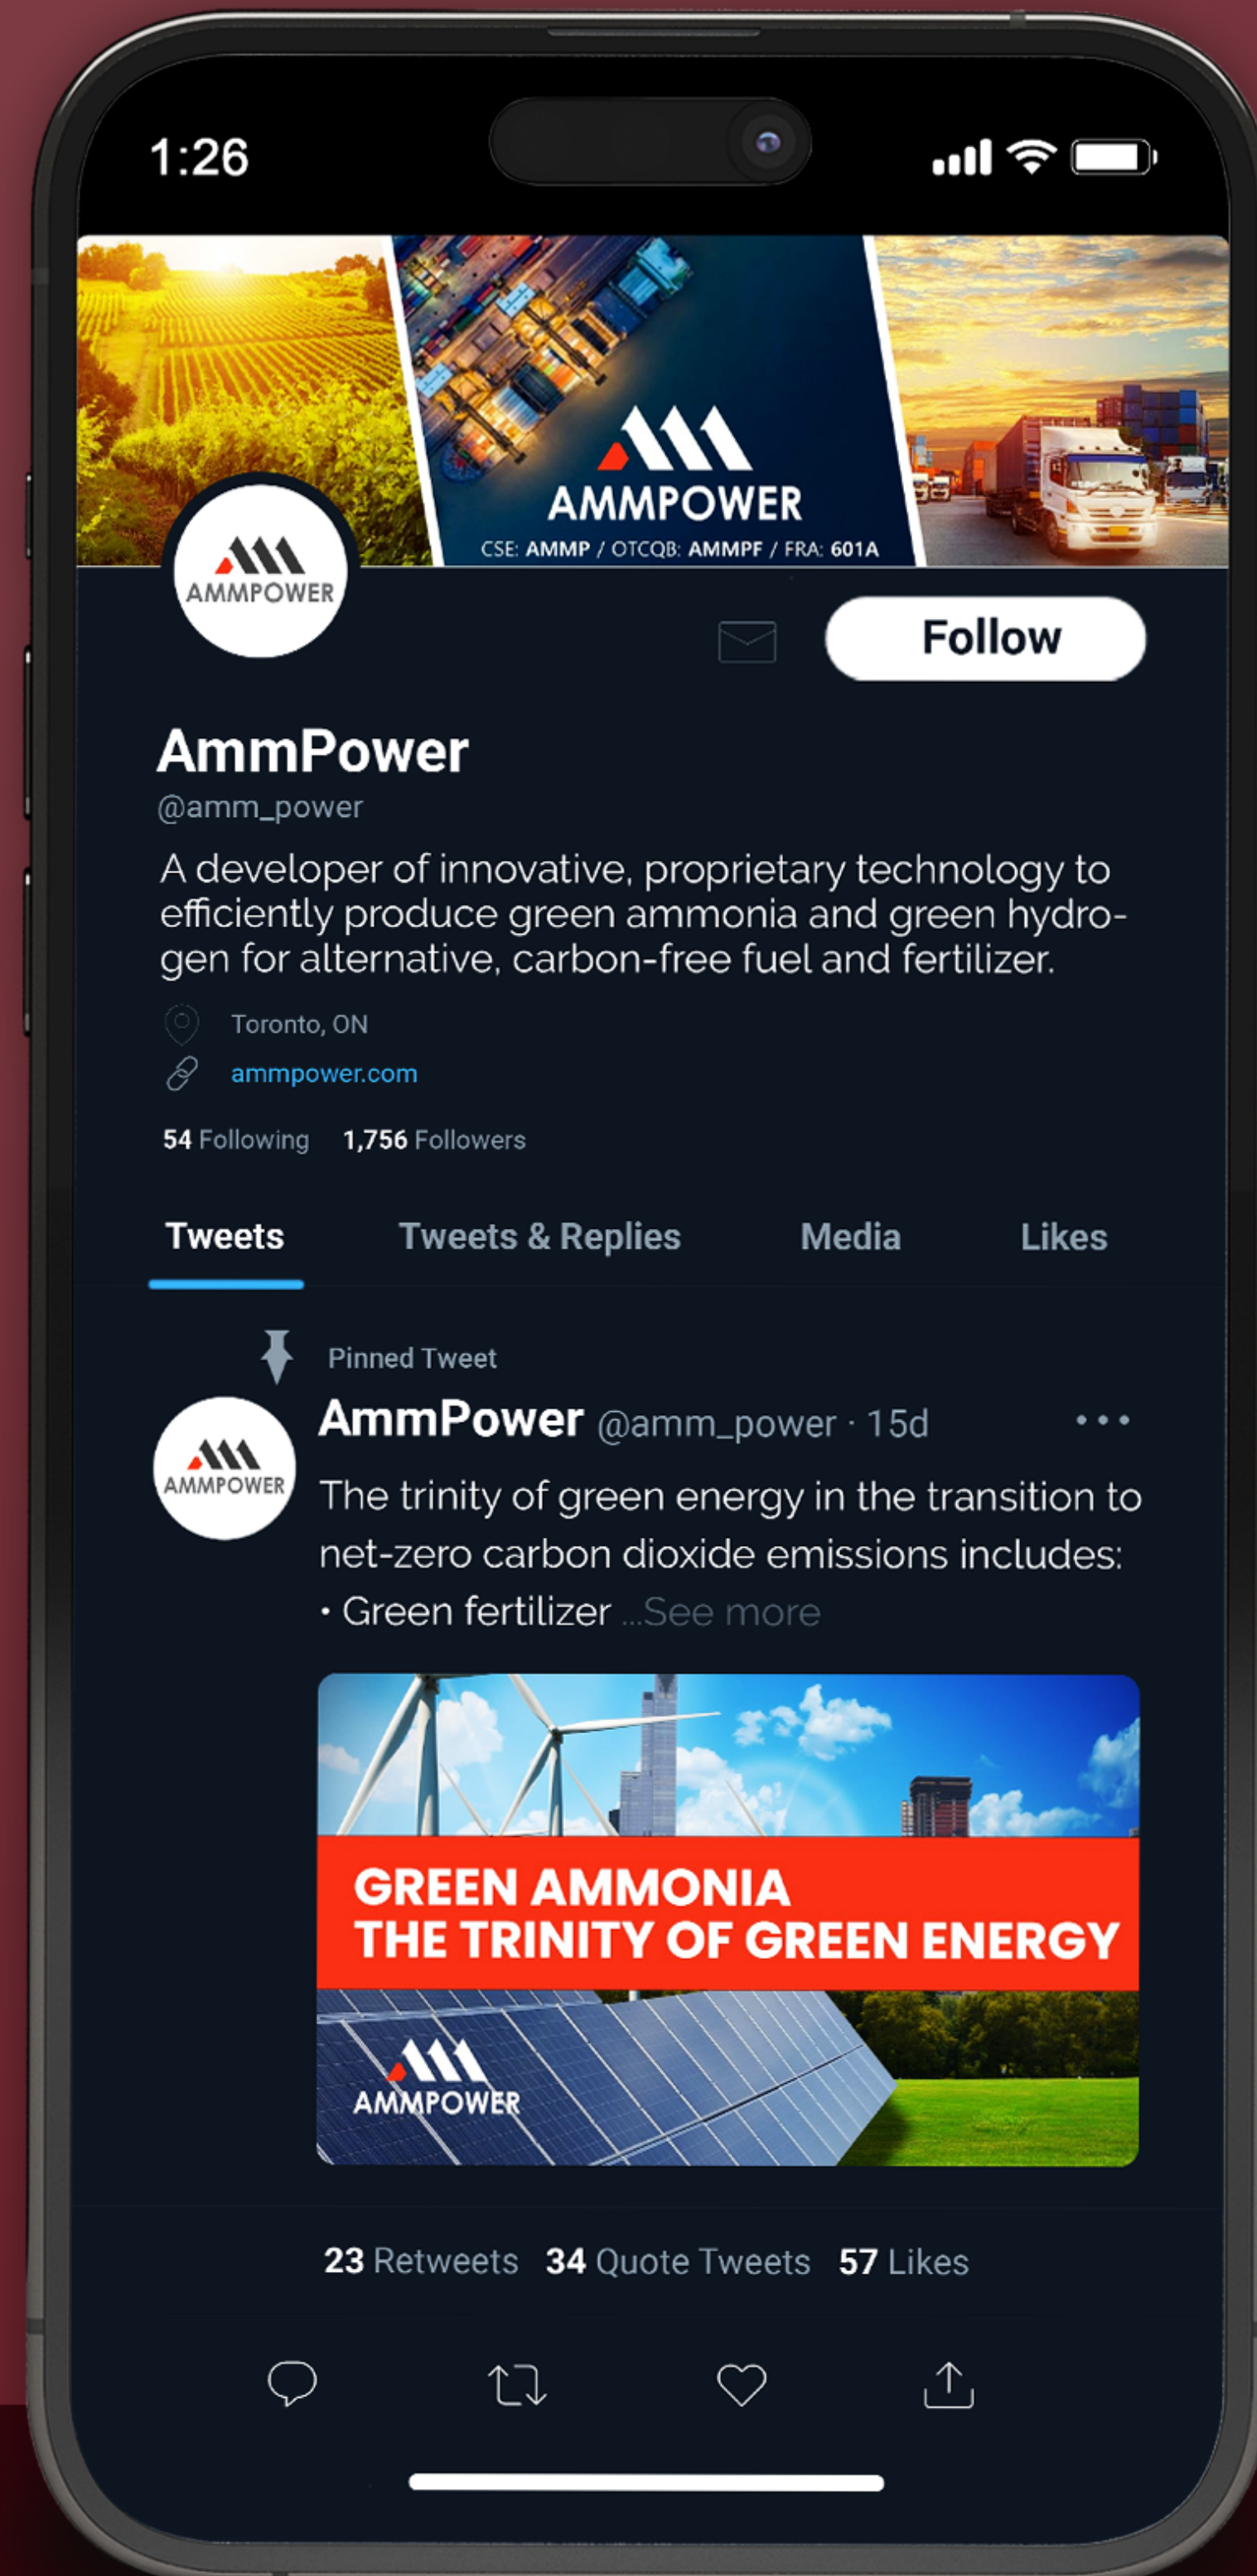 1:26
AMMPOWER
CSE: AMMP / OTCQB: AMMPF / FRA: 601A
AMMPOWER
Follow
AmmPower
@amm_power
A developer of innovative, proprietary technology to
efficiently produce green ammonia and green hydro-
gen for alternative, carbon-free fuel and fertilizer.
Toronto, ON
ammpower.com
54 Following 1,756 Followers
Tweets Tweets & Replies Media Likes
Pinned Tweet
AmmPower @amm_power · 15d
AMMPOWER
The trinity of green energy in the transition to
net-zero carbon dioxide emissions includes:
• Green fertilizer ...See more
GREEN AMMONIA
THE TRINITY OF GREEN ENERGY
AMMPOWER
23 Retweets 34 Quote Tweets 57 Likes